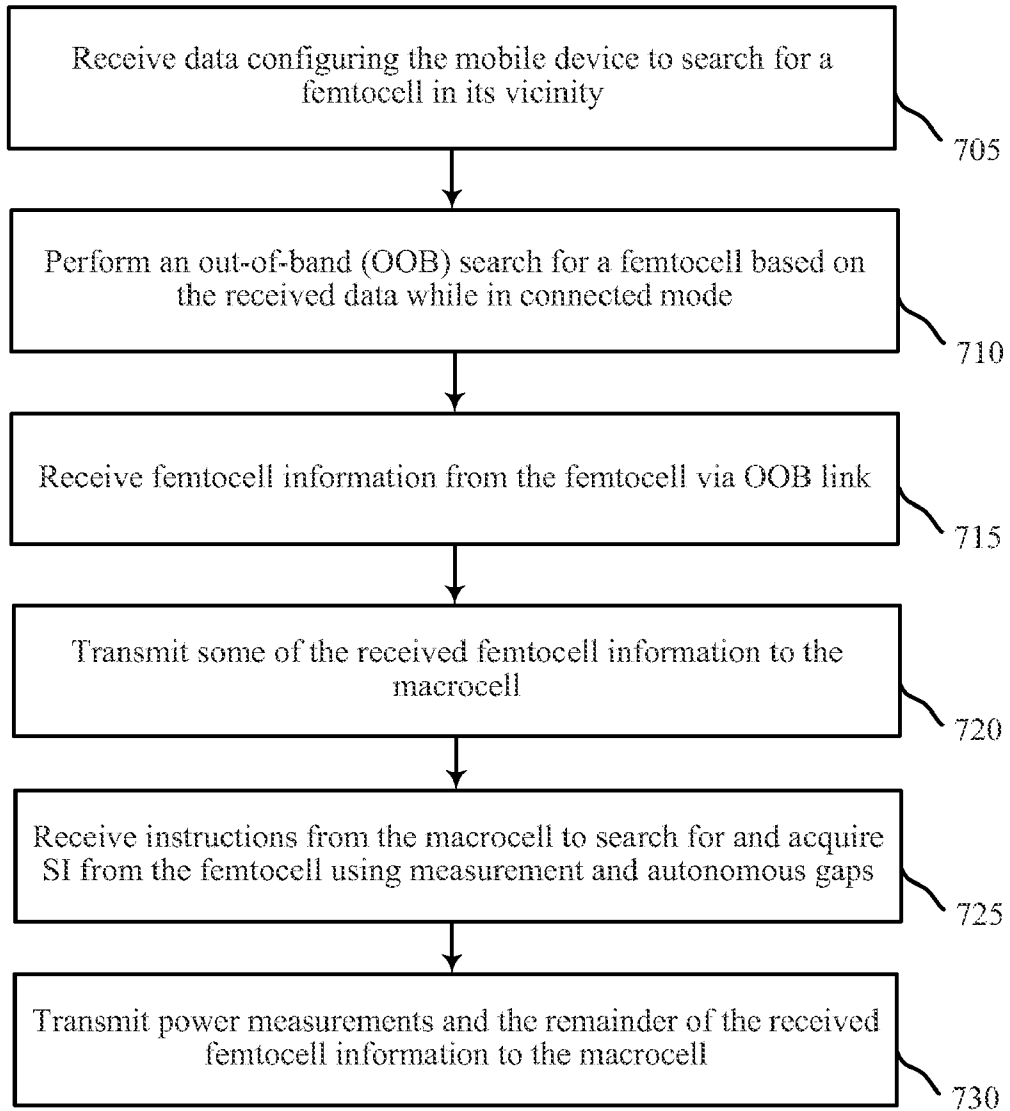 Receive data configuring the mobile device to search for a
femtocell in its vicinity
705
Perform an out-of-band (OOB) search for a femtocell based on
the received data while in connected mode
710
Receive femtocell information from the femtocell via OOB link
715
Transmit some of the received femtocell information to the
macrocell
720
Receive instructions from the macrocell to search for and acquire
SI from the femtocell using measurement and autonomous gaps
725
Transmit power measurements and the remainder of the received
femtocell information to the macrocell
730